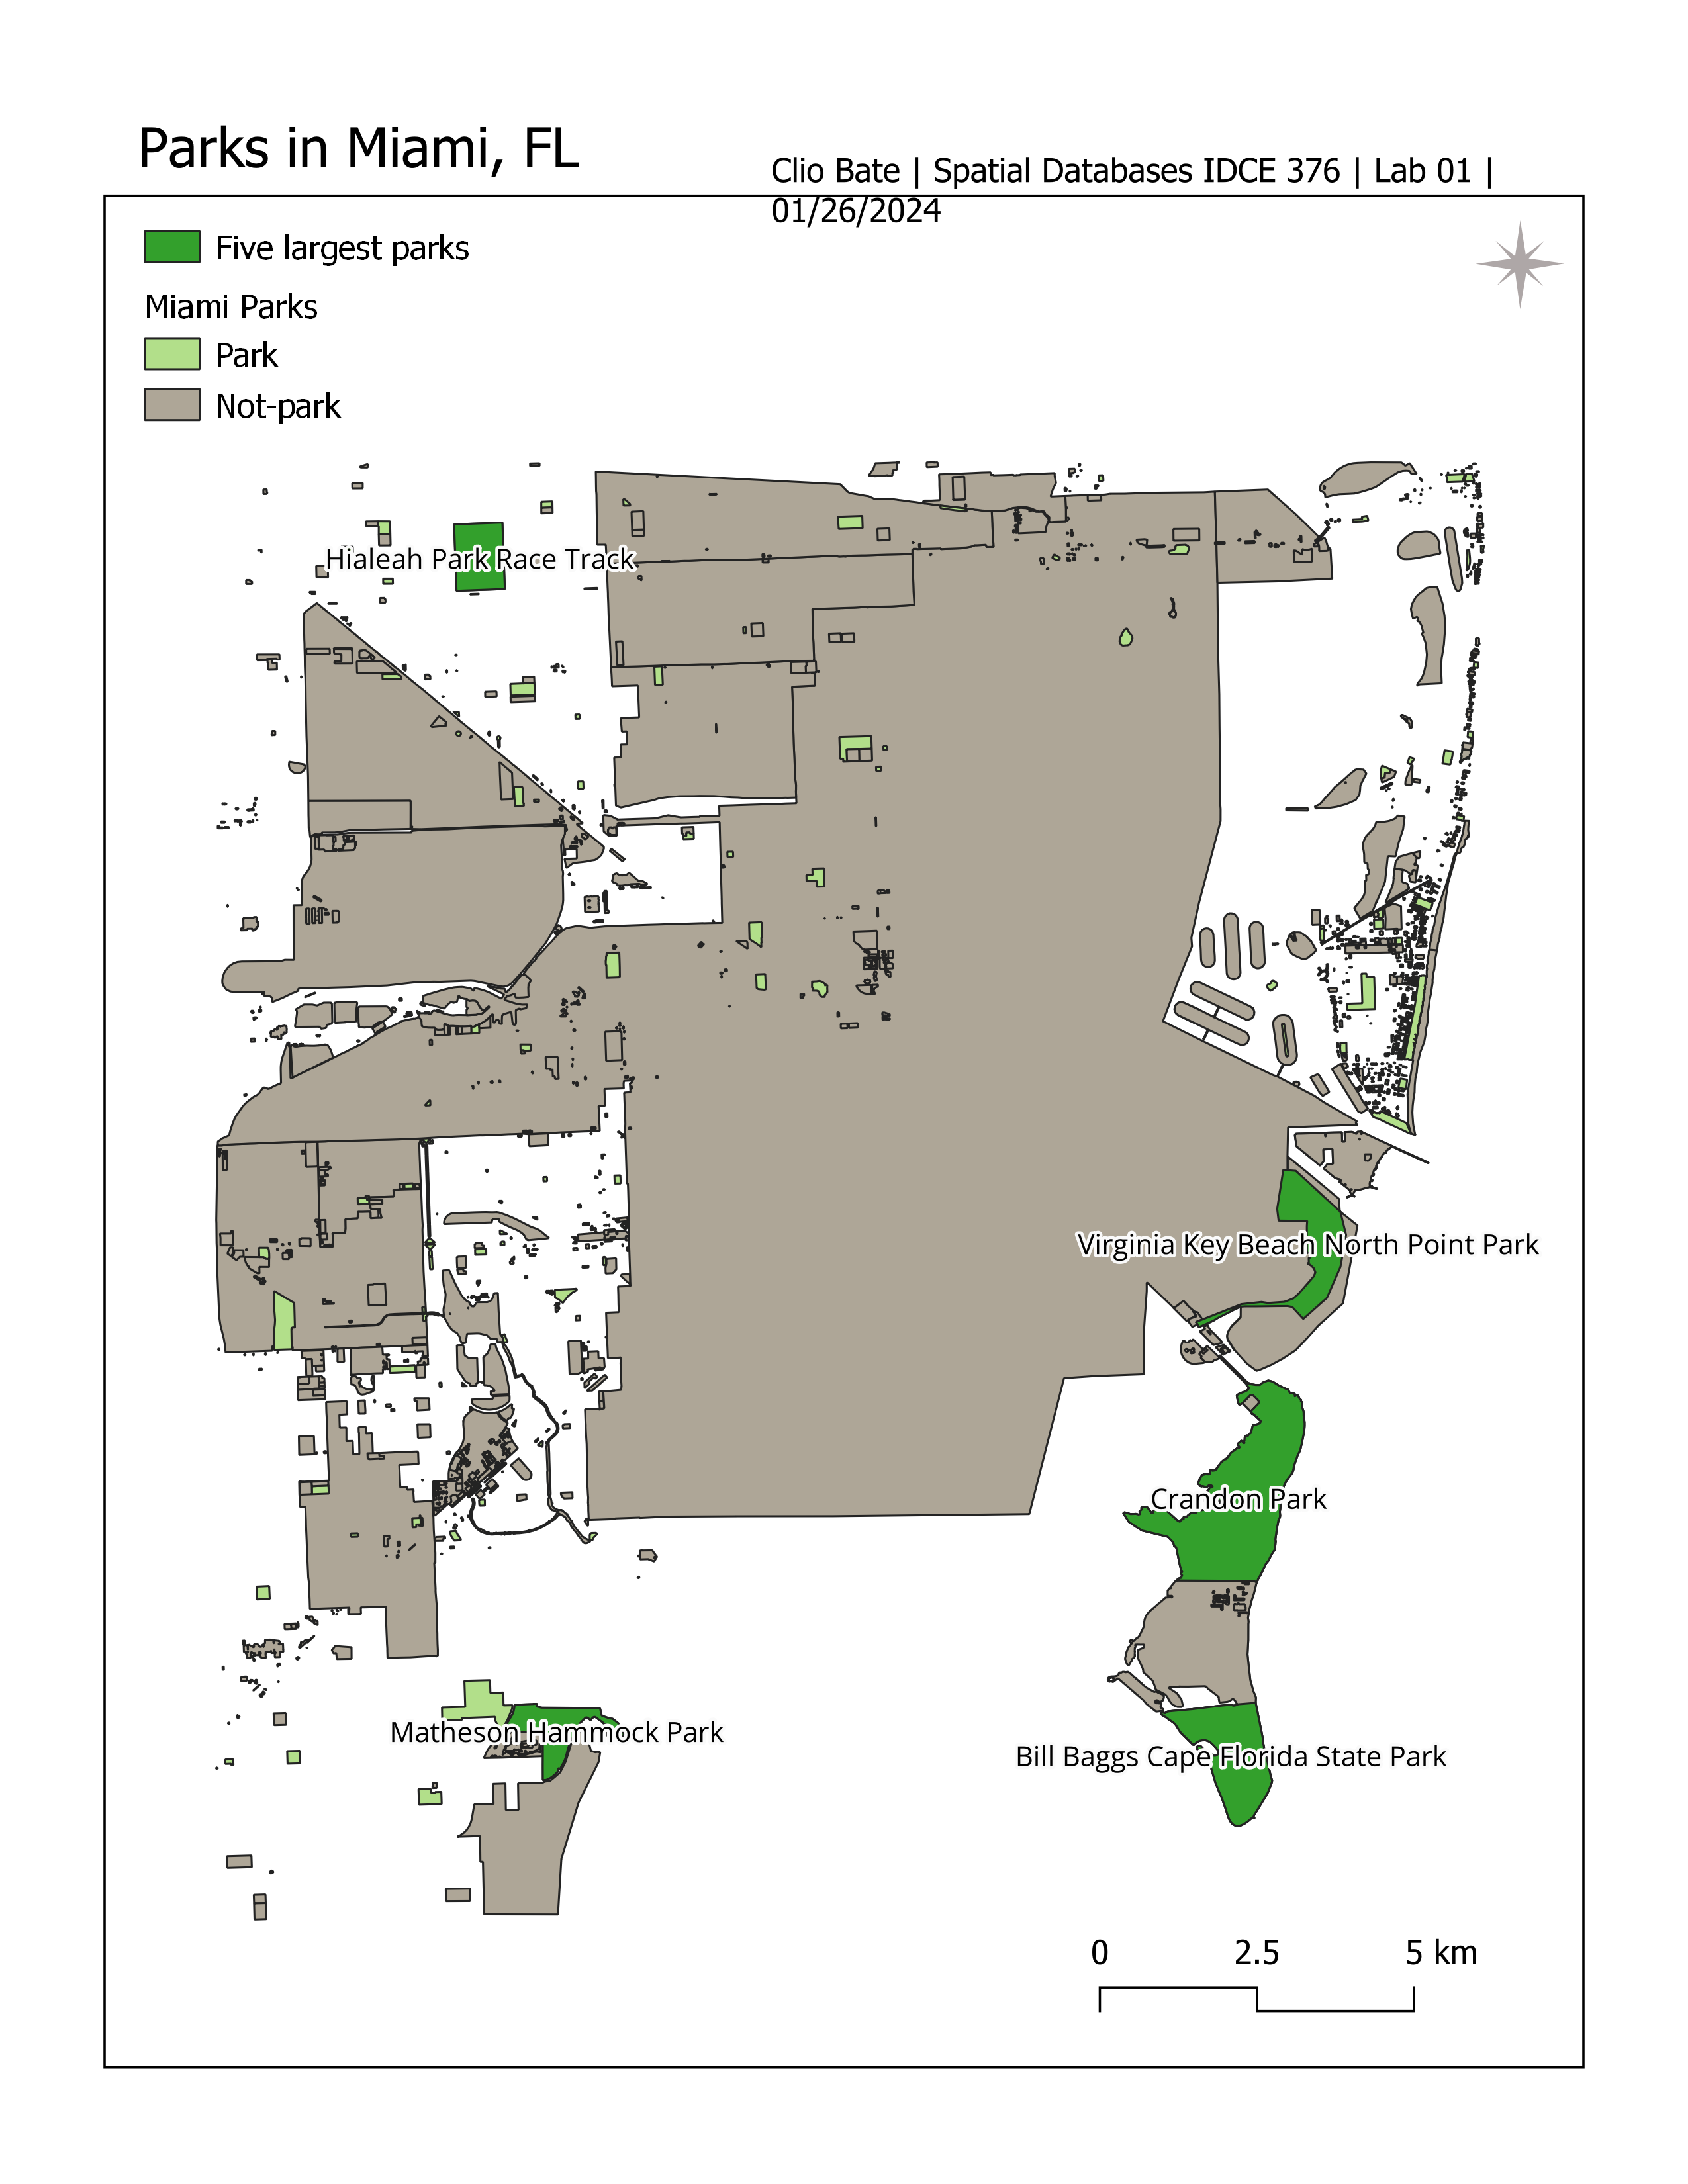 Parks in Miami, FL
Clio Bate | Spatial Databases IDCE 376 | Lab 01 |
01/26/2024
Five largest parks
Miami Parks
Park
Not-park
Hialeah Park Race Track
Virginia Key Beach North Point Park
Crandon Park
Matheson Hammock Park
Bill Baggs Cape Florida State Park
0 2.5 5 km